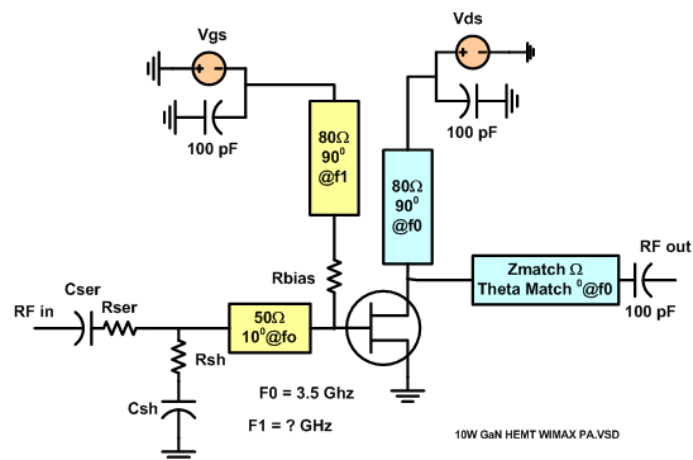 Vgs
Vds
+ -
+ -
100 pF
100 pF
80Ω
90⁰
@f1
80Ω
90⁰
@f0
RF out
Rbias
Zmatch Ω
Theta Match ⁰@f0
100 pF
Cser
RF in
Rser
50Ω
10⁰@fo
Rsh
Csh
F0 = 3.5 Ghz
F1 = ? GHz
10W GaN HEMT WIMAX PA.VSD